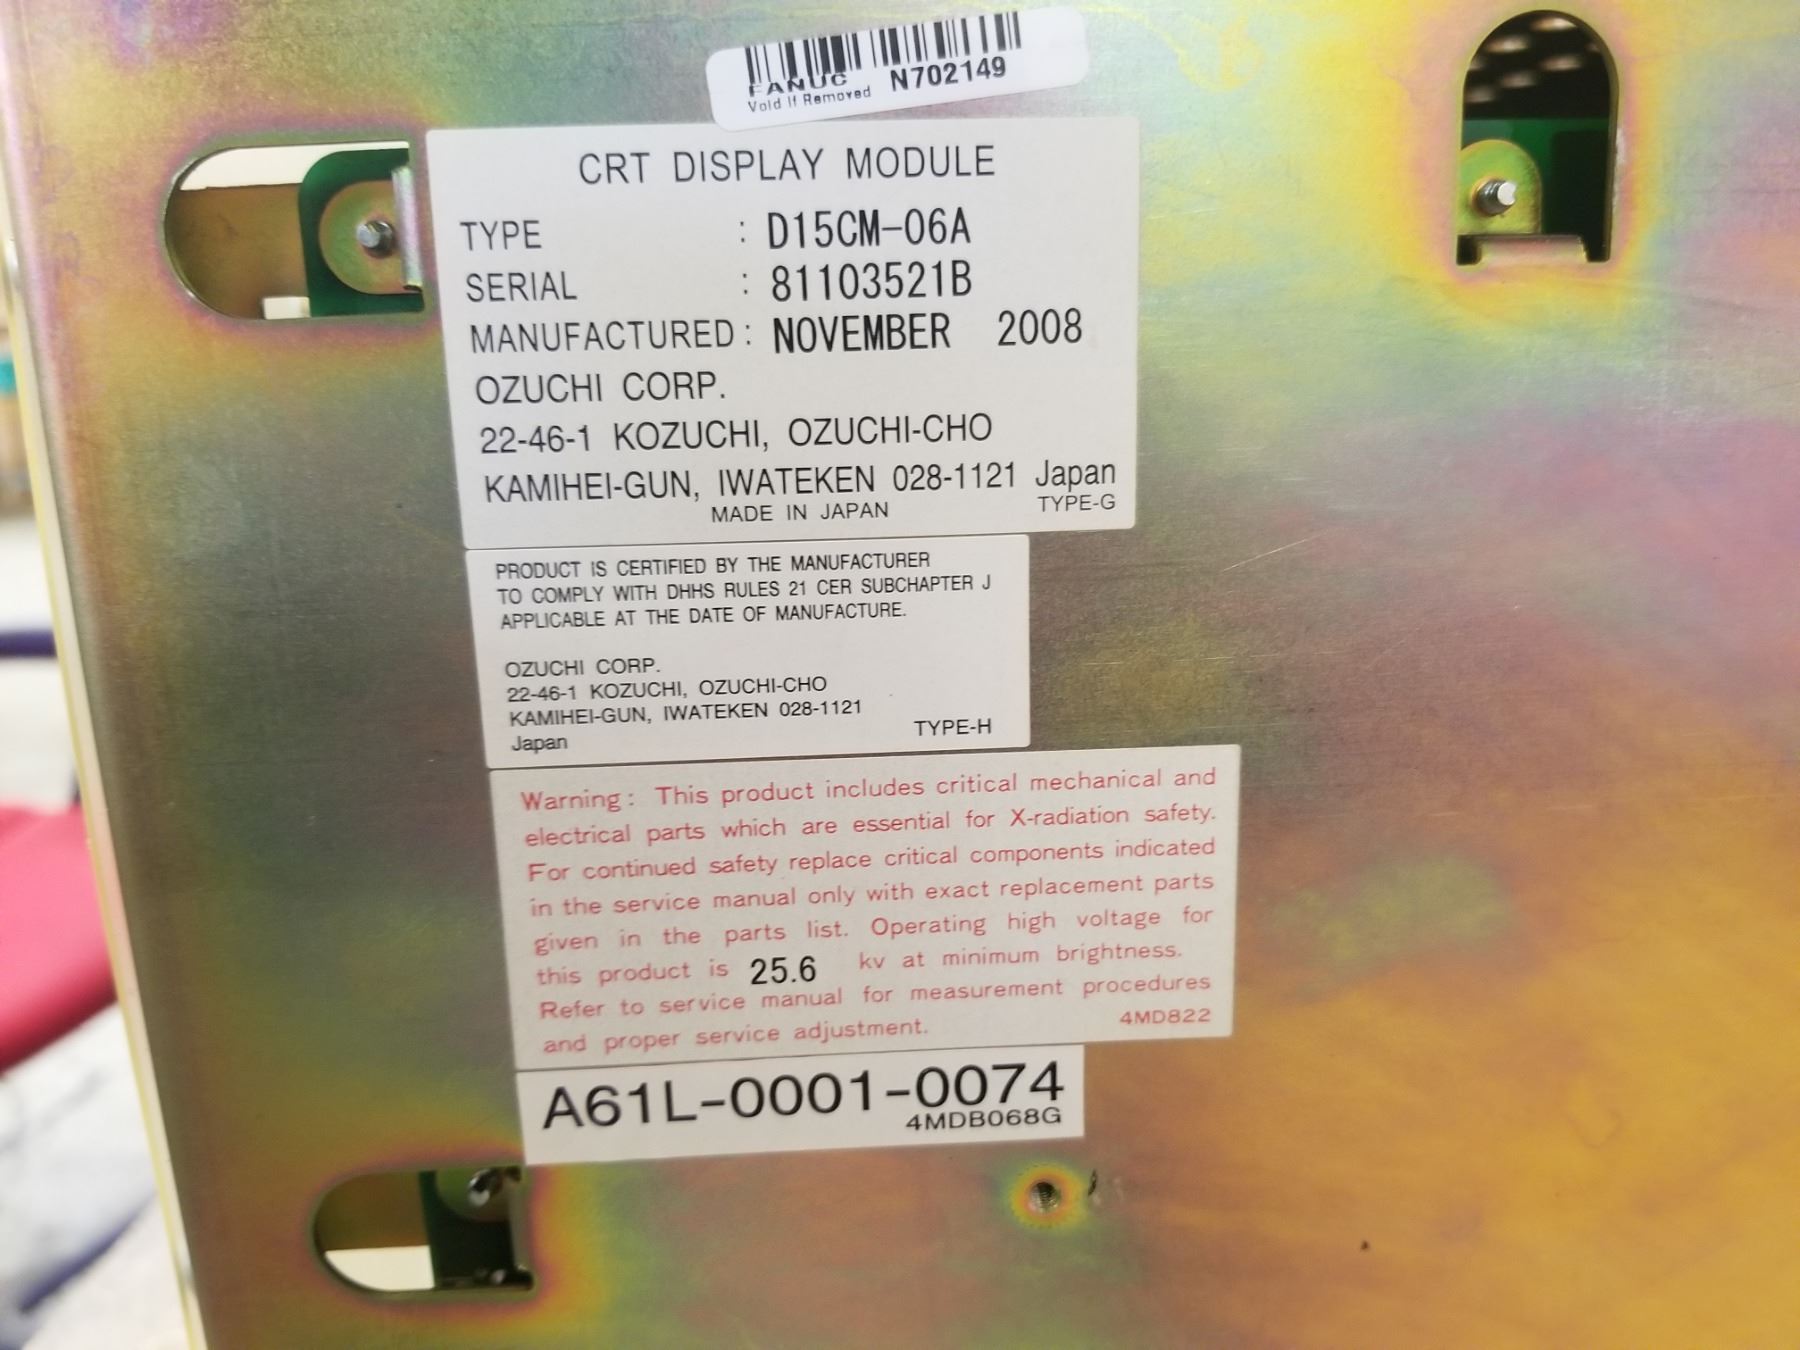 FANUC N702149
Void If Removed
CRT DISPLAY MODULE
TYPE : D15CM-06A
SERIAL : 81103521B
MANUFACTURED : NOVEMBER 2008
OZUCHI CORP.
22-46-1 KOZUCHI, OZUCHI-CHO
KAMIHEI-GUN, IWATEKEN 028-1121 Japan
MADE IN JAPAN TYPE-G
PRODUCT IS CERTIFIED BY THE MANUFACTURER
TO COMPLY WITH DHHS RULES 21 CER SUBCHAPTER J
APPLICABLE AT THE DATE OF MANUFACTURE.
OZUCHI CORP.
22-46-1 KOZUCHI, OZUCHI-CHO
KAMIHEI-GUN, IWATEKEN 028-1121
Japan TYPE-H
Warning: This product includes critical mechanical and
electrical parts which are essential for X-radiation safety.
For continued safety replace critical components indicated
in the service manual only with exact replacement parts
given in the parts list. Operating high voltage for
this product is 25.6 kv at minimum brightness.
Refer to service manual for measurement procedures
and proper service adjustment. 4MD822
A61L-0001-0074
4MDB068G